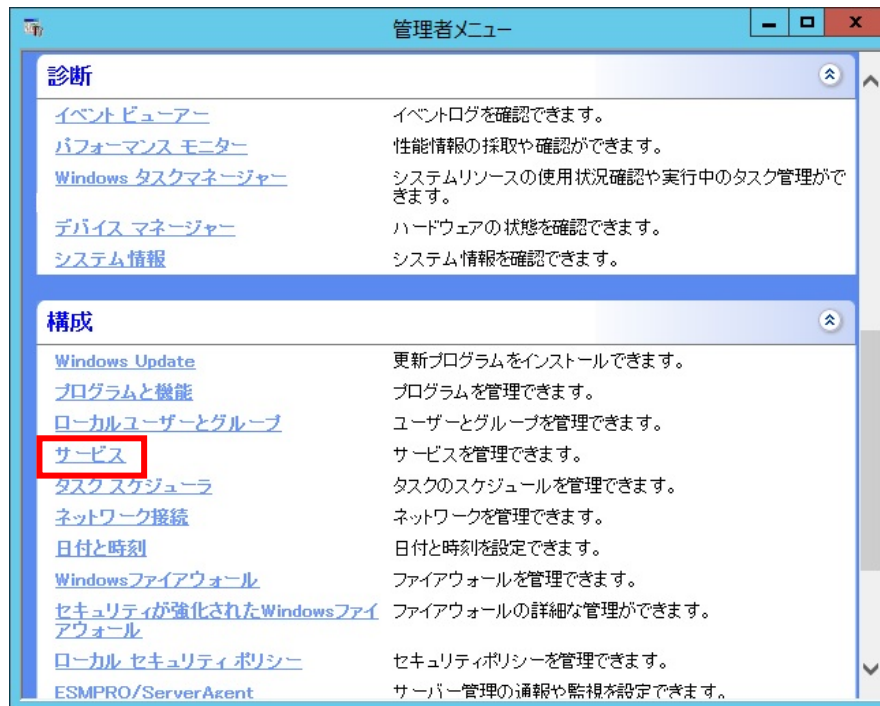 管理者メニュー
診断
イベント ビューアー イベントログを確認できます。
パフォーマンス モニター 性能情報の採取や確認ができます。
Windows タスクマネージャー システムリソースの使用状況確認や実行中のタスク管理がで
きます。
デバイス マネージャー ハードウェアの状態を確認できます。
システム情報 システム情報を確認できます。
構成
Windows Update 更新プログラムをインストールできます。
プログラムと機能 プログラムを管理できます。
ローカルユーザーとグループ ユーザーとグループを管理できます。
サービス サービスを管理できます。
タスク スケジューラ タスクのスケジュールを管理できます。
ネットワーク接続 ネットワークを管理できます。
日付と時刻 日付と時刻を設定できます。
Windowsファイアウォール ファイアウォールを管理できます。
セキュリティが強化されたWindowsファイ ファイアウォールの詳細な管理ができます。
アウォール
ローカル セキュリティ ポリシー セキュリティポリシーを管理できます。
ESMPRO/ServerAgent サーバー管理の通報や監視を設定できます。